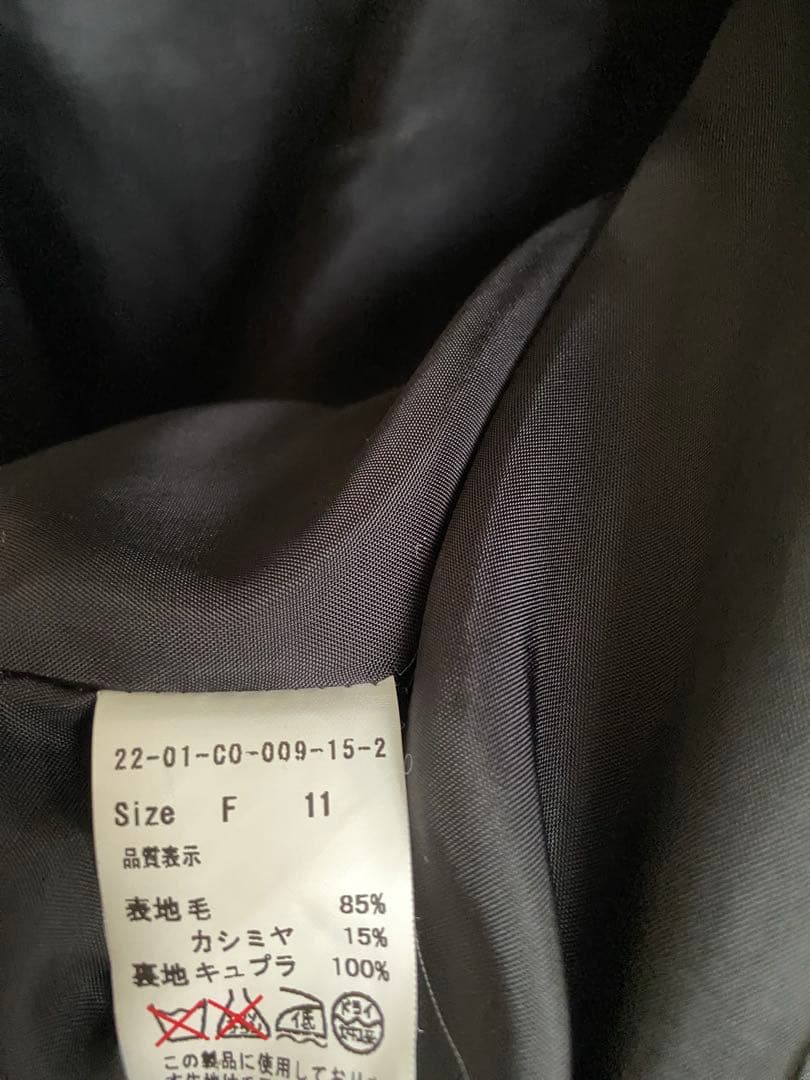 22-01-CO-009-15-2
Size F 11
品質表示
表地 毛 85%
カシミヤ 15%
裏地 キュプラ 100%
低 ドライ
この製品に使用しており